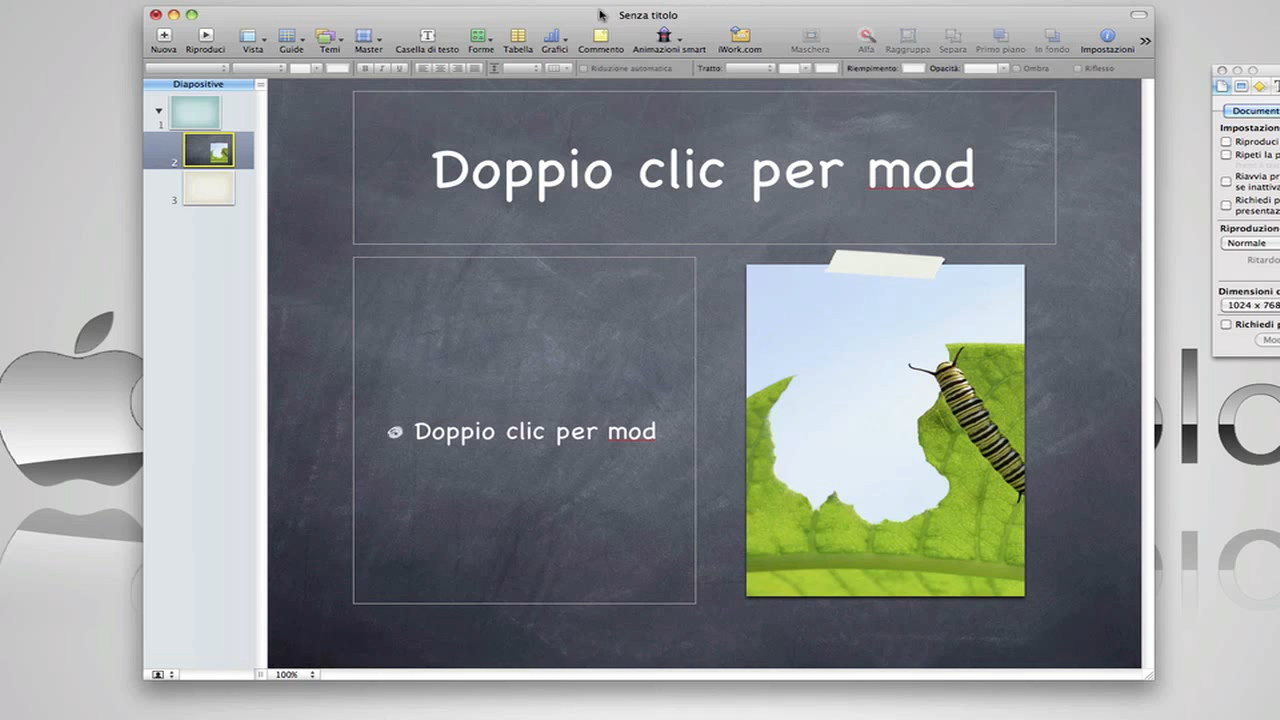 Senza titolo
Nuova Riproduci Vista Guide Temi Master Casella di testo Forme Tabella Grafici Commento Animazioni smart iWork.com Maschera Alfa Raggruppa Separa Primo piano In fondo Impostazioni
B I U Riduzione automatica Tratto: Riempimento: Opacità: Ombra Riflesso
Diapositive
1
2
3
Doppio clic per mod
Doppio clic per mod
100%
Document
Impostazion
Riproduci
Ripeti la p
Riavvia pr
se inattiva
Richiedi p
presentaz
Riproduzione
Normale
Ritardo
Dimensioni d
1024 x 768
Richiedi p
Mod